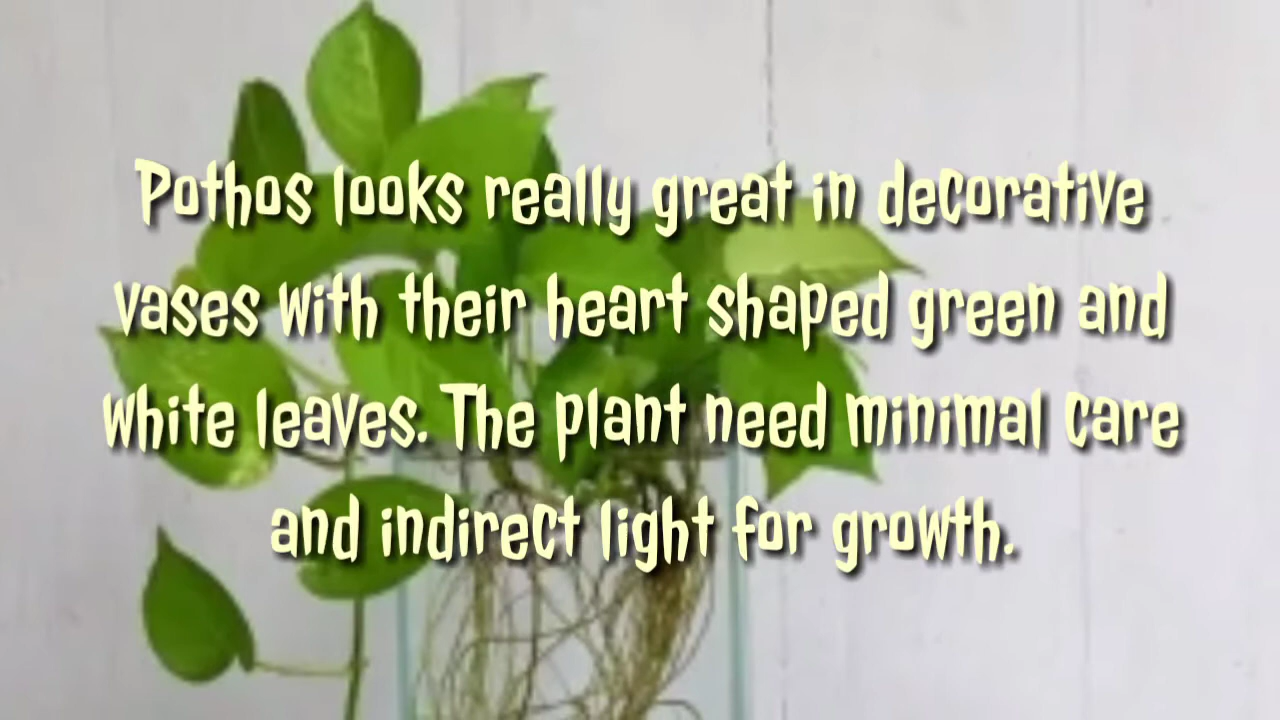 Pothos looks really great in decorative
vases with their heart shaped green and
white leaves. The plant need minimal care
and indirect light for growth.